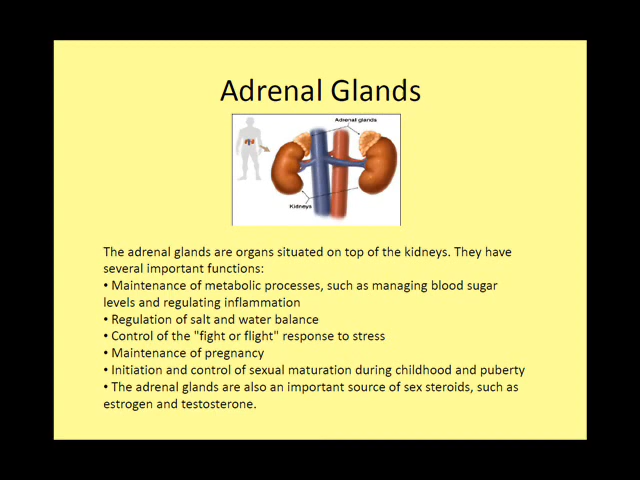 Adrenal Glands
Adrenal glands
Kidneys
The adrenal glands are organs situated on top of the kidneys. They have
several important functions:
• Maintenance of metabolic processes, such as managing blood sugar
levels and regulating inflammation
• Regulation of salt and water balance
• Control of the "fight or flight" response to stress
• Maintenance of pregnancy
• Initiation and control of sexual maturation during childhood and puberty
• The adrenal glands are also an important source of sex steroids, such as
estrogen and testosterone.